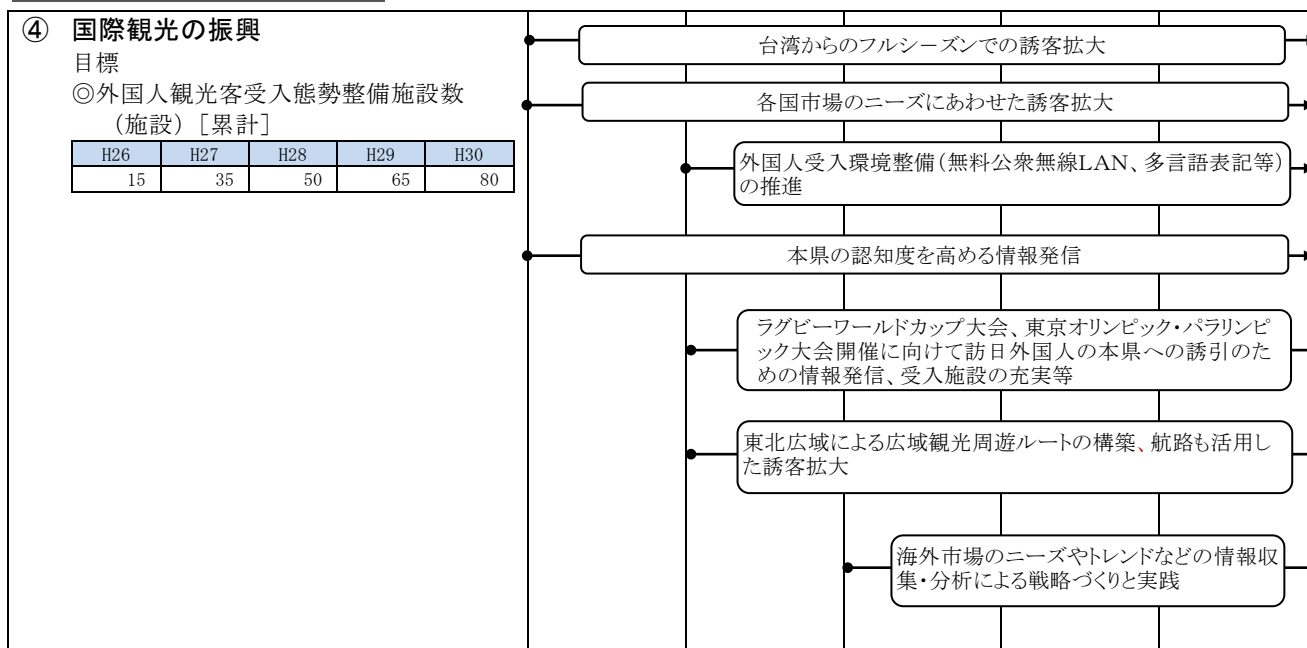 ④ 国際観光の振興
目標
◎外国人観光客受入態勢整備施設数
(施設)[累計]
H26 H27 H28 H29 H30
15 35 50 65 80
台湾からのフルシーズンでの誘客拡大
各国市場のニーズにあわせた誘客拡大
外国人受入環境整備(無料公衆無線LAN、多言語表記等)
の推進
本県の認知度を高める情報発信
ラグビーワールドカップ大会、東京オリンピック・パラリンピ
ック大会開催に向けて訪日外国人の本県への誘引のた
めの情報発信、受入施設の充実等
東北広域による広域観光周遊ルートの構築、航路も活用し
た誘客拡大
海外市場のニーズやトレンドなどの情報収
集・分析による戦略づくりと実践